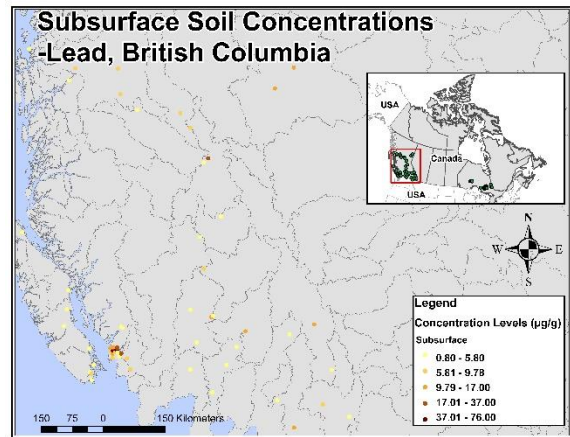 Subsurface Soil Concentrations
-Lead, British Columbia
USA
Canada
USA
N
W E
S
Legend
Concentration Levels (µg/g)
Subsurface
0.80 - 5.80
5.81 - 9.78
9.79 - 17.00
17.01 - 37.00
37.01 - 76.00
150 75 0 150 Kilometers